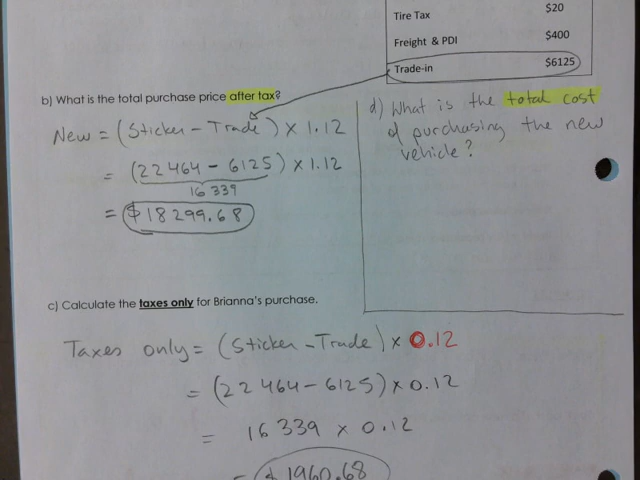 Tire Tax $20
Freight & PDI $400
Trade-in $6125
b) What is the total purchase price after tax?
New = (Sticker - Trade) x 1.12
= (22 464 - 6125) x 1.12
16 339
= $18 299.68
d) What is the total cost
of purchasing the new
vehicle?
c) Calculate the taxes only for Brianna's purchase.
Taxes only = (Sticker - Trade) x 0.12
= (22 464 - 6125) x 0.12
= 16 339 x 0.12
= $1960.68